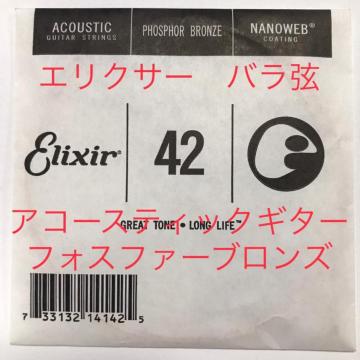 ACOUSTIC
GUITAR STRINGS
PHOSPHOR BRONZE
NANOWEB®
COATING
エリクサー　バラ弦
Elixir®
42
アコースティックギター
GREAT TONE • LONG LIFE™
フォスファーブロンズ
7 33132 14142 5